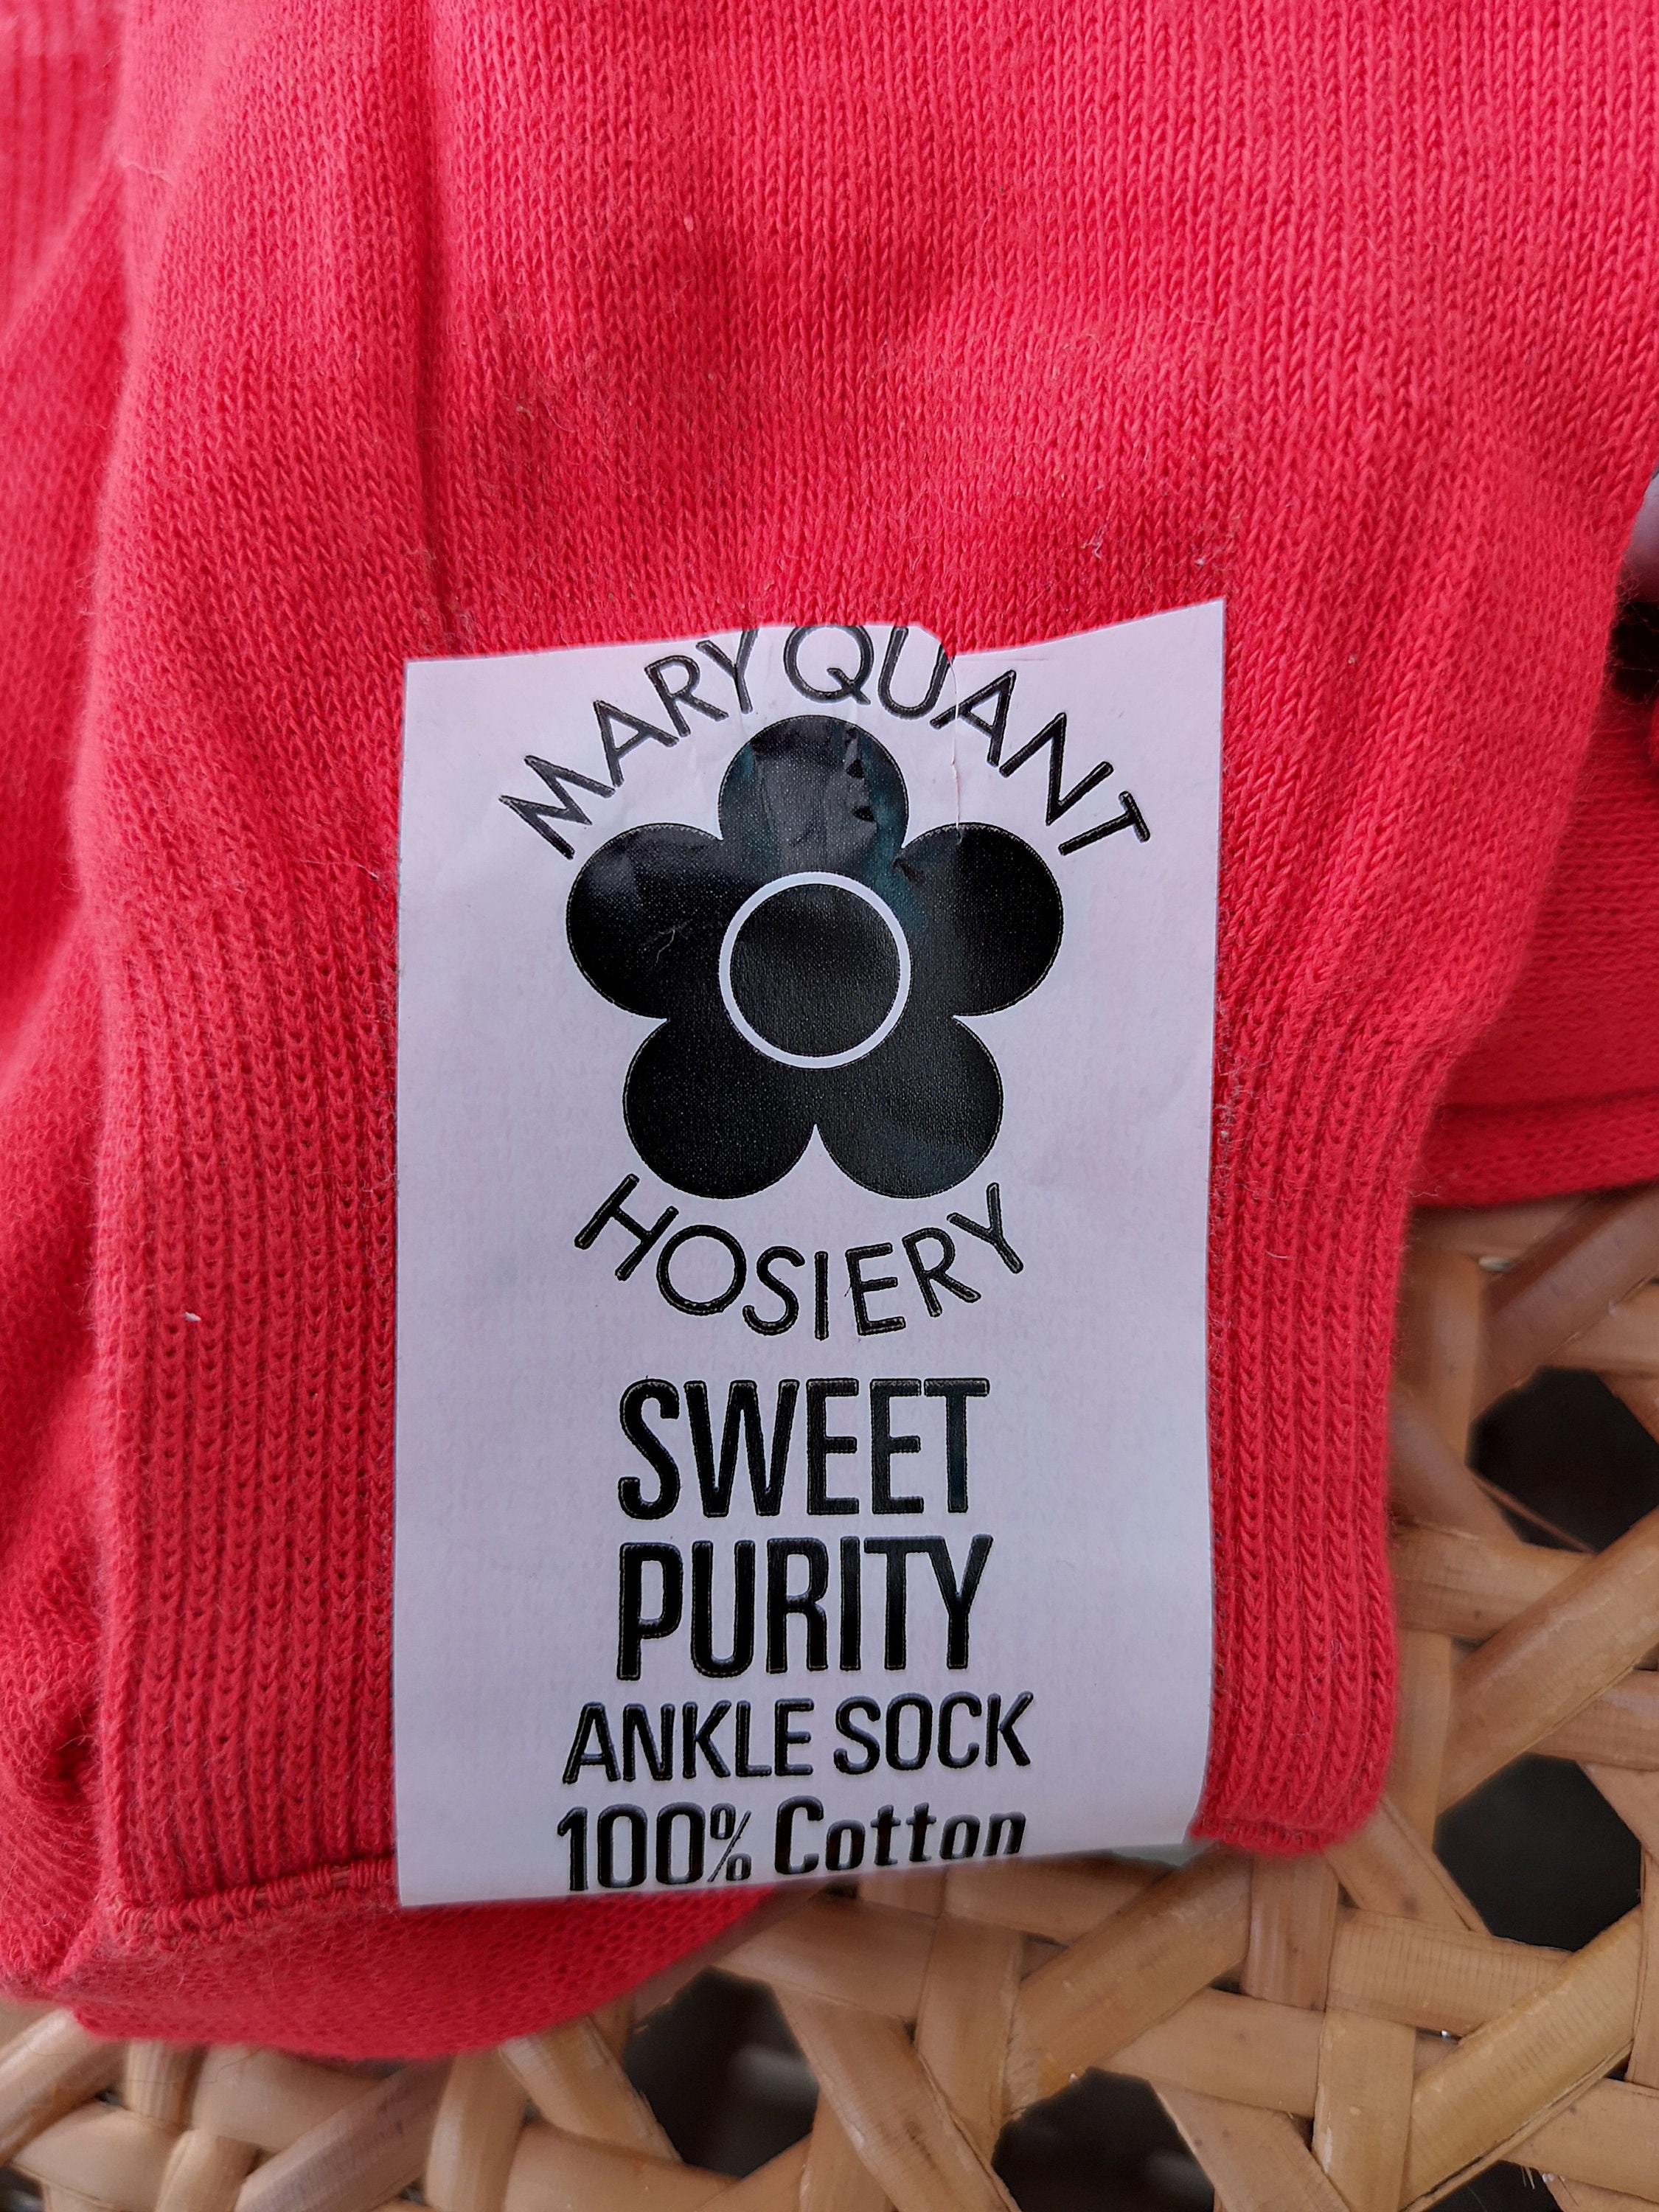 MARY QUANT
HOSIERY
SWEET
PURITY
ANKLE SOCK
100% Cotton